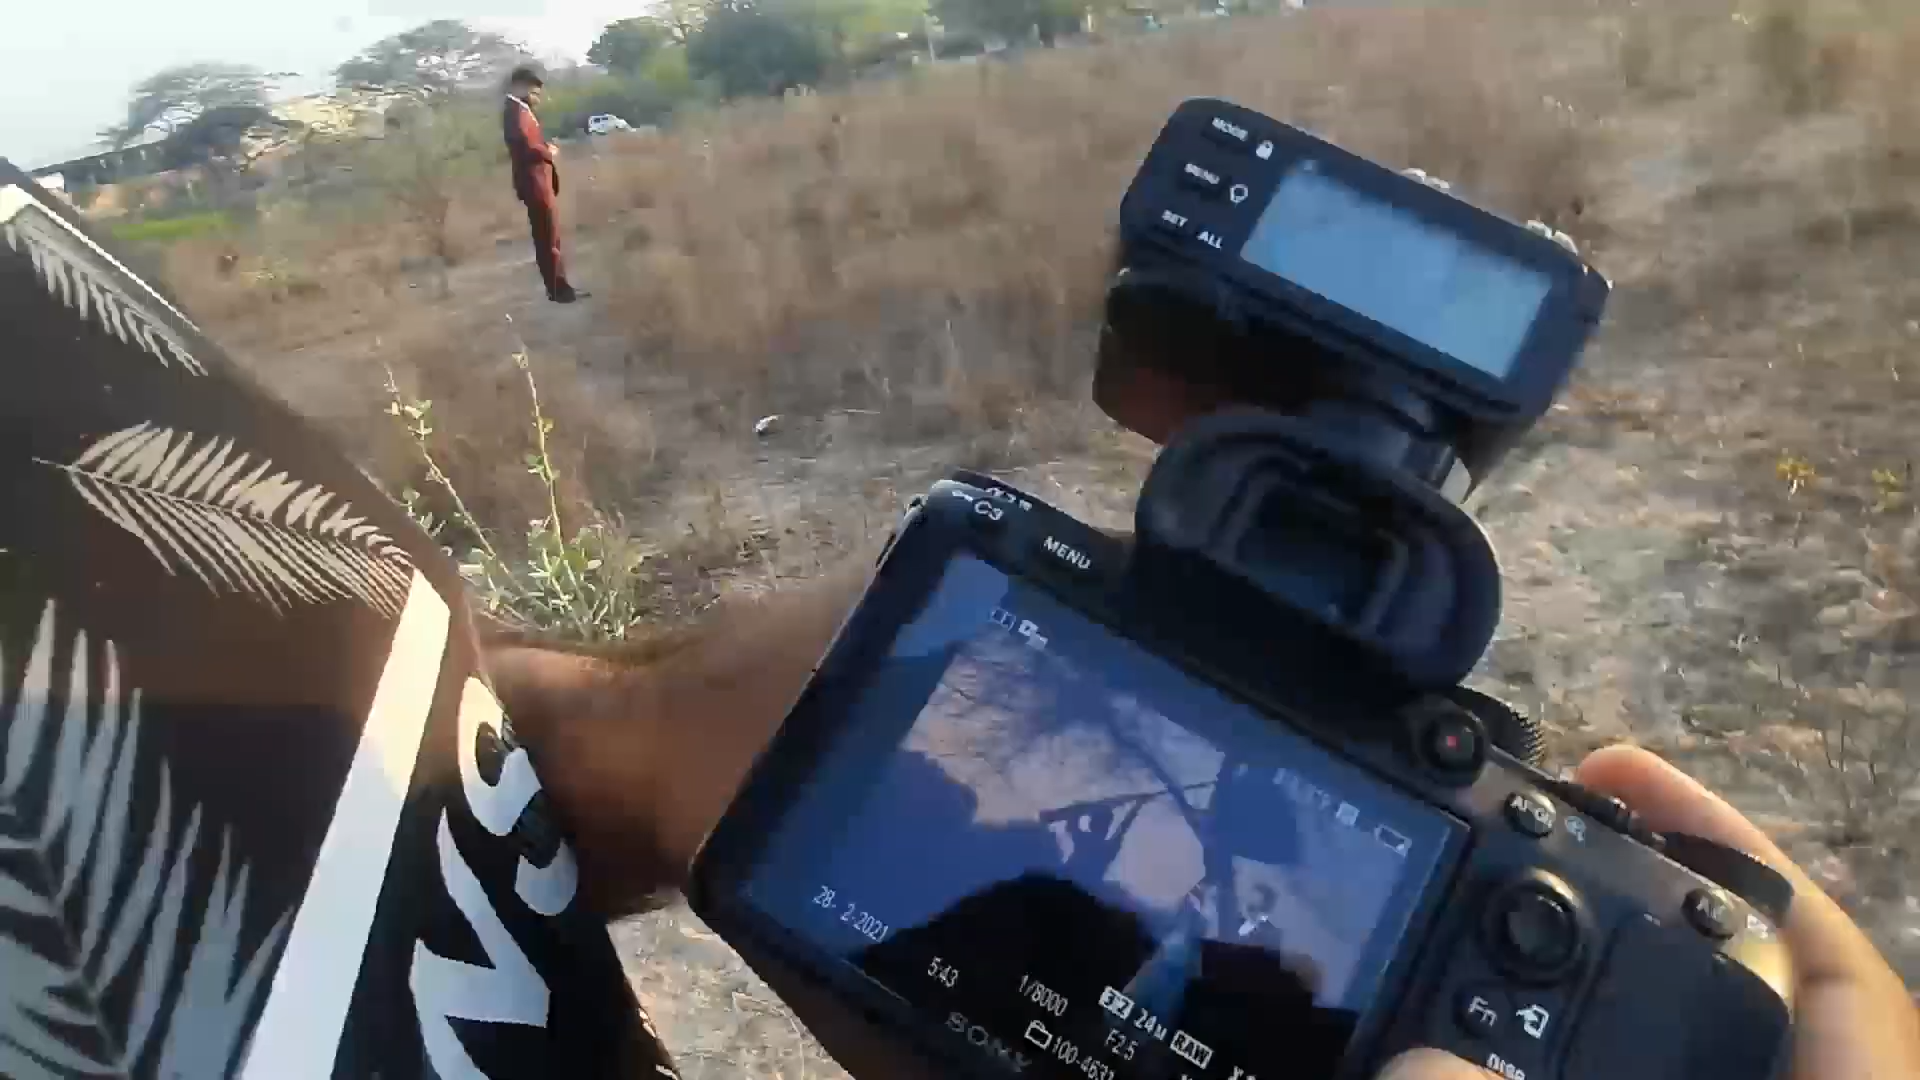 MODE
MENU
SET ALL
C3
MENU
28- 2-2021
5:43
1/8000
3:2 24M RAW
F2.5
100-4631
SONY
AF-ON
Fn